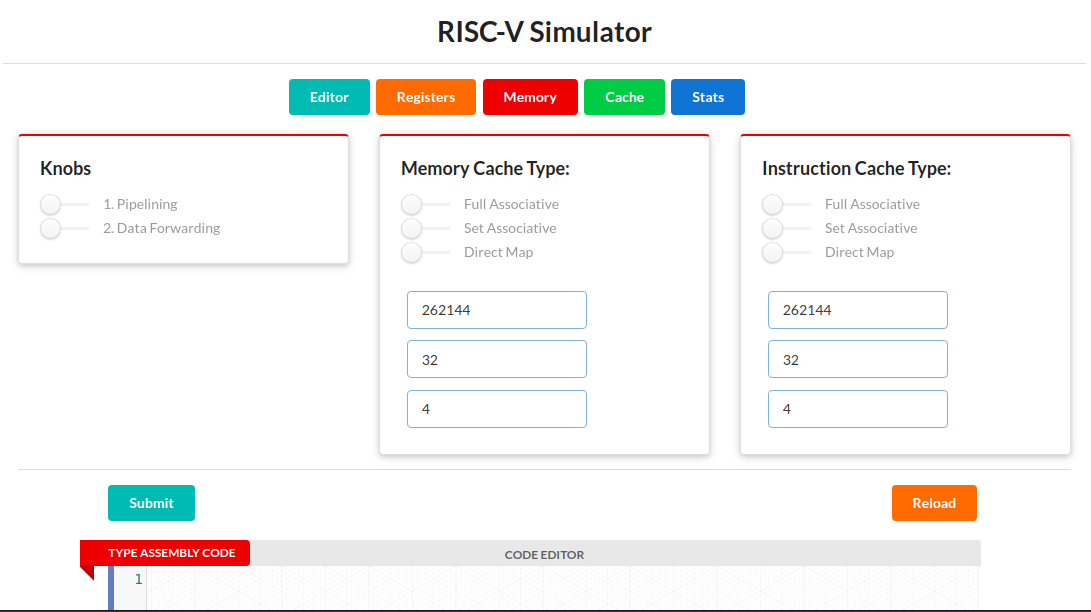 RISC-V Simulator
Editor Registers Memory Cache Stats
Knobs
1. Pipelining
2. Data Forwarding
Memory Cache Type:
Full Associative
Set Associative
Direct Map
262144
32
4
Instruction Cache Type:
Full Associative
Set Associative
Direct Map
262144
32
4
Submit Reload
TYPE ASSEMBLY CODE CODE EDITOR
1